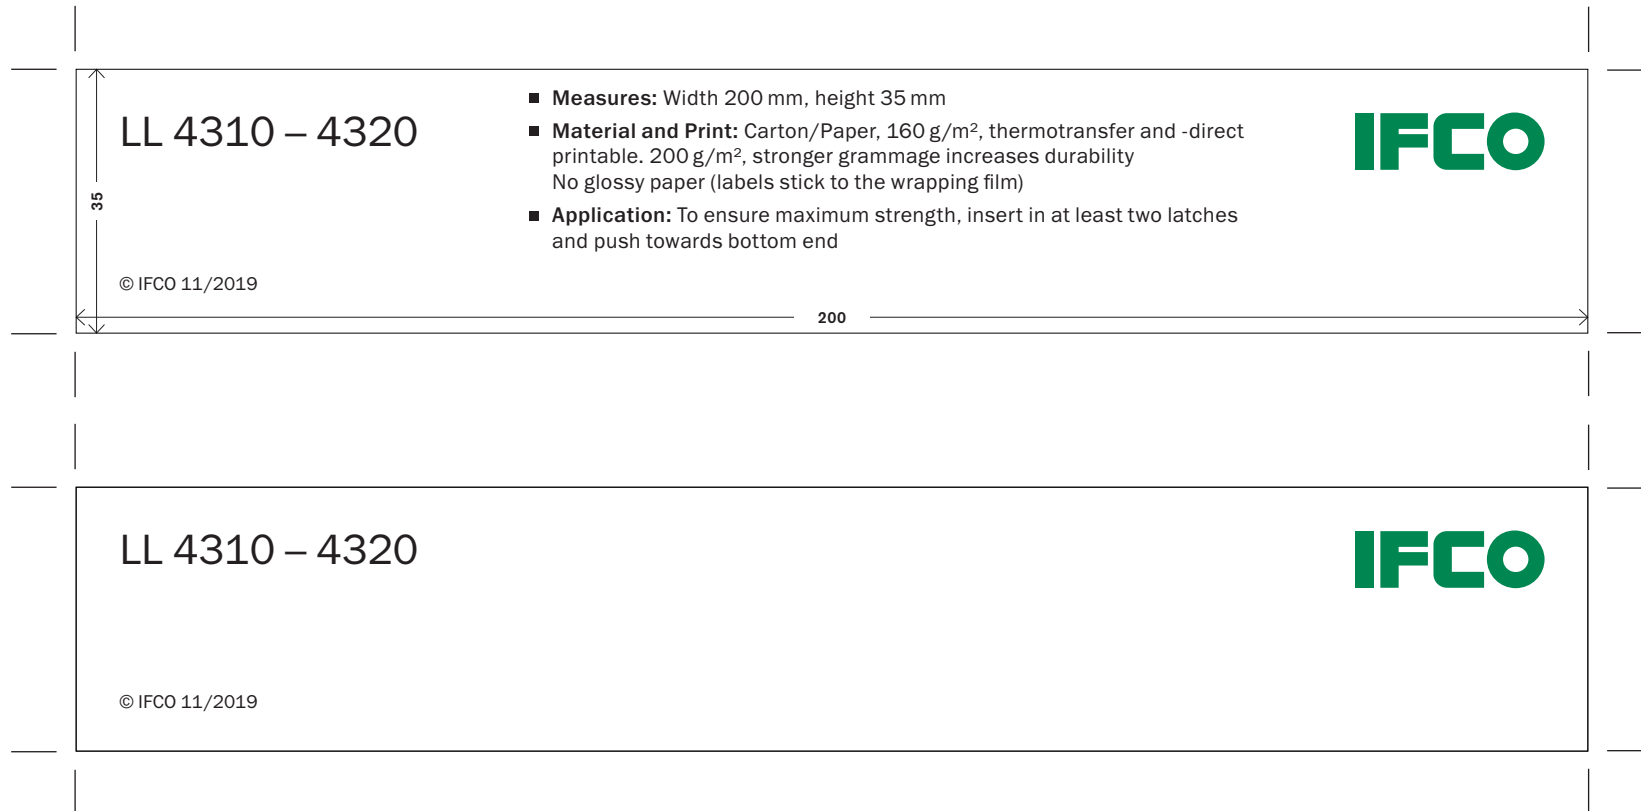 LL 4310 – 4320
■ Measures: Width 200 mm, height 35 mm
■ Material and Print: Carton/Paper, 160 g/m², thermotransfer and -direct
printable. 200 g/m², stronger grammage increases durability
No glossy paper (labels stick to the wrapping film)
■ Application: To ensure maximum strength, insert in at least two latches
and push towards bottom end
IFCO
35
© IFCO 11/2019
200
LL 4310 – 4320
IFCO
© IFCO 11/2019